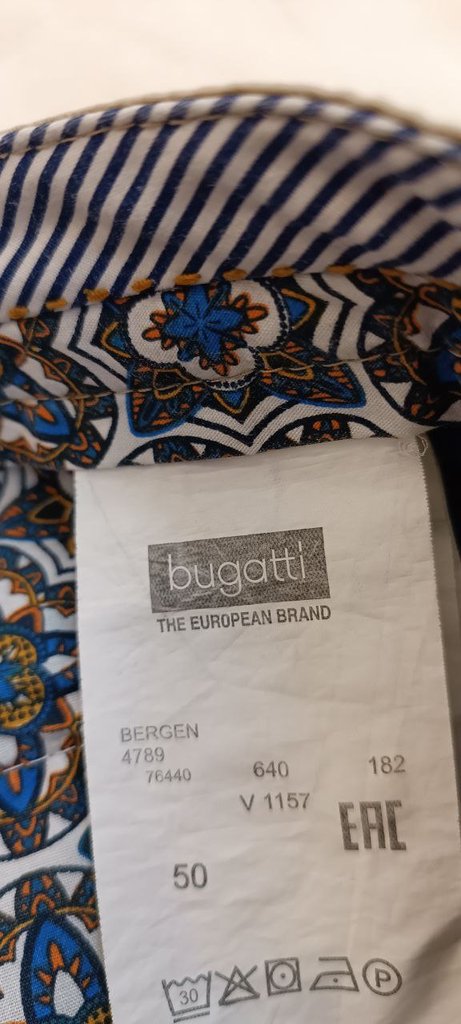 bugatti
THE EUROPEAN BRAND
BERGEN
4789
76440 640 182
V 1157
EAC
50
30 P